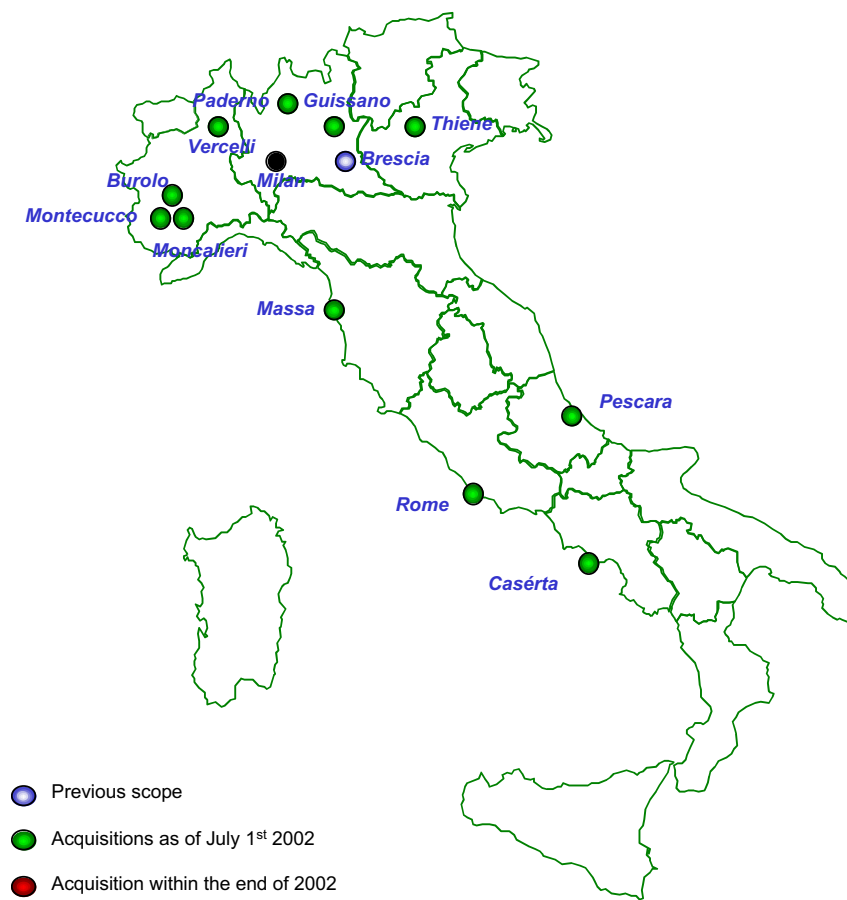 Paderno Guissano
Thiene
Vercelli
Brescia
Milan
Burolo
Montecucco
Moncalieri
Massa
Pescara
Rome
Casérta
Previous scope
Acquisitions as of July 1st 2002
Acquisition within the end of 2002